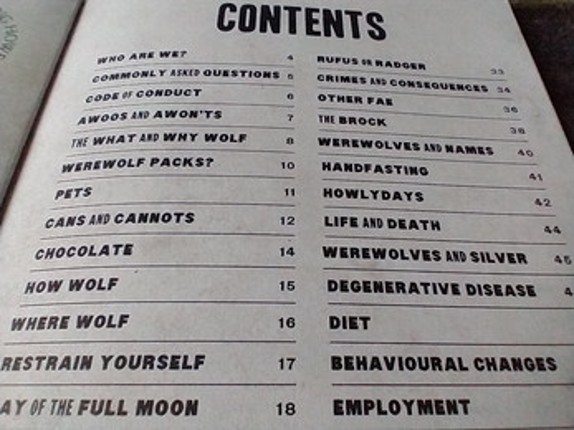 CONTENTS
WHO ARE WE? 4
COMMONLY ASKED QUESTIONS 5
CODE OF CONDUCT 6
AWOOS AND AWON'TS 7
THE WHAT AND WHY WOLF 8
WEREWOLF PACKS? 10
PETS 11
CANS AND CANNOTS 12
CHOCOLATE 14
HOW WOLF 15
WHERE WOLF 16
RESTRAIN YOURSELF 17
AY OF THE FULL MOON 18
RUFUS OR RADGER 33
CRIMES AND CONSEQUENCES 34
OTHER FAE 36
THE BROCK 38
WEREWOLVES AND NAMES 40
HANDFASTING 41
HOWLYDAYS 42
LIFE AND DEATH 44
WEREWOLVES AND SILVER 45
DEGENERATIVE DISEASE 4
DIET
BEHAVIOURAL CHANGES
EMPLOYMENT